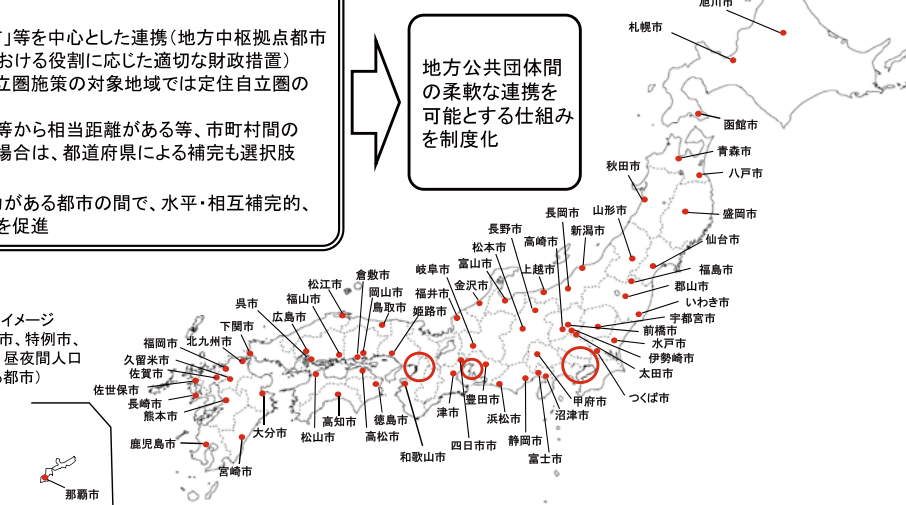 」等を中心とした連携（地方中枢拠点都市
おける役割に応じた適切な財政措置）
立圏施策の対象地域では定住自立圏の
等から相当距離がある等、市町村間の
場合は、都道府県による補完も選択肢
がある都市の間で、水平・相互補完的、
を促進
地方公共団体間
の柔軟な連携を
可能とする仕組み
を制度化
イメージ
市、特例市、
昼夜間人口
都市）
旭川市
札幌市
函館市
青森市
八戸市
秋田市
盛岡市
長岡市
山形市
新潟市
仙台市
長野市
高崎市
松本市
富山市
上越市
福島市
郡山市
いわき市
宇都宮市
前橋市
水戸市
伊勢崎市
太田市
つくば市
岐阜市
金沢市
福井市
倉敷市
松江市
岡山市
鳥取市
姫路市
福山市
呉市
広島市
下関市
北九州市
福岡市
久留米市
佐賀市
佐世保市
長崎市
熊本市
鹿児島市
宮崎市
大分市
松山市
高知市
高松市
徳島市
和歌山市
津市
四日市市
豊田市
浜松市
静岡市
富士市
沼津市
甲府市
那覇市